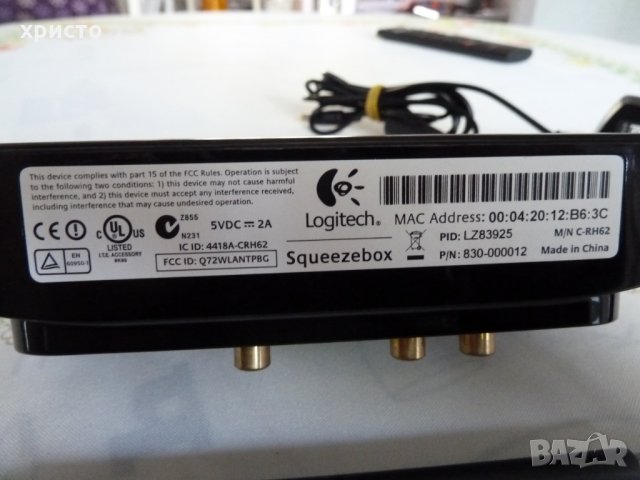 христо
This device complies with part 15 of the FCC Rules. Operation is subject
to the following two conditions: 1) this device may not cause harmful
interference, and 2) this device must accept any interference received,
including interference that may cause undesired operation.
CE
c UL US
LISTED
I.T.E. ACCESSORY
EN
60950-1
Z855
N231
5VDC ⎓ 2A
IC ID: 4418A-CRH62
FCC ID: Q72WLANTPBG
Logitech®
Squeezebox
MAC Address: 00:04:20:12:B6:3C
PID: LZ83925
M/N C-RH62
P/N: 830-000012
Made in China
BAZAR